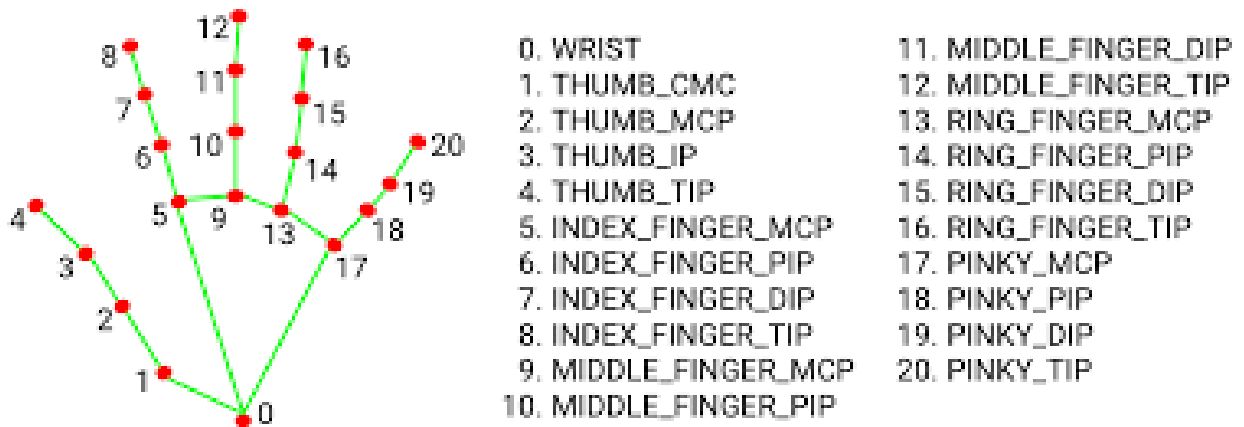 12
8
16
11
7
15
10
6
14
20
19
4
5
9
13
18
3
17
2
1
0
0. WRIST
1. THUMB_CMC
2. THUMB_MCP
3. THUMB_IP
4. THUMB_TIP
5. INDEX_FINGER_MCP
6. INDEX_FINGER_PIP
7. INDEX_FINGER_DIP
8. INDEX_FINGER_TIP
9. MIDDLE_FINGER_MCP
10. MIDDLE_FINGER_PIP
11. MIDDLE_FINGER_DIP
12. MIDDLE_FINGER_TIP
13. RING_FINGER_MCP
14. RING_FINGER_PIP
15. RING_FINGER_DIP
16. RING_FINGER_TIP
17. PINKY_MCP
18. PINKY_PIP
19. PINKY_DIP
20. PINKY_TIP